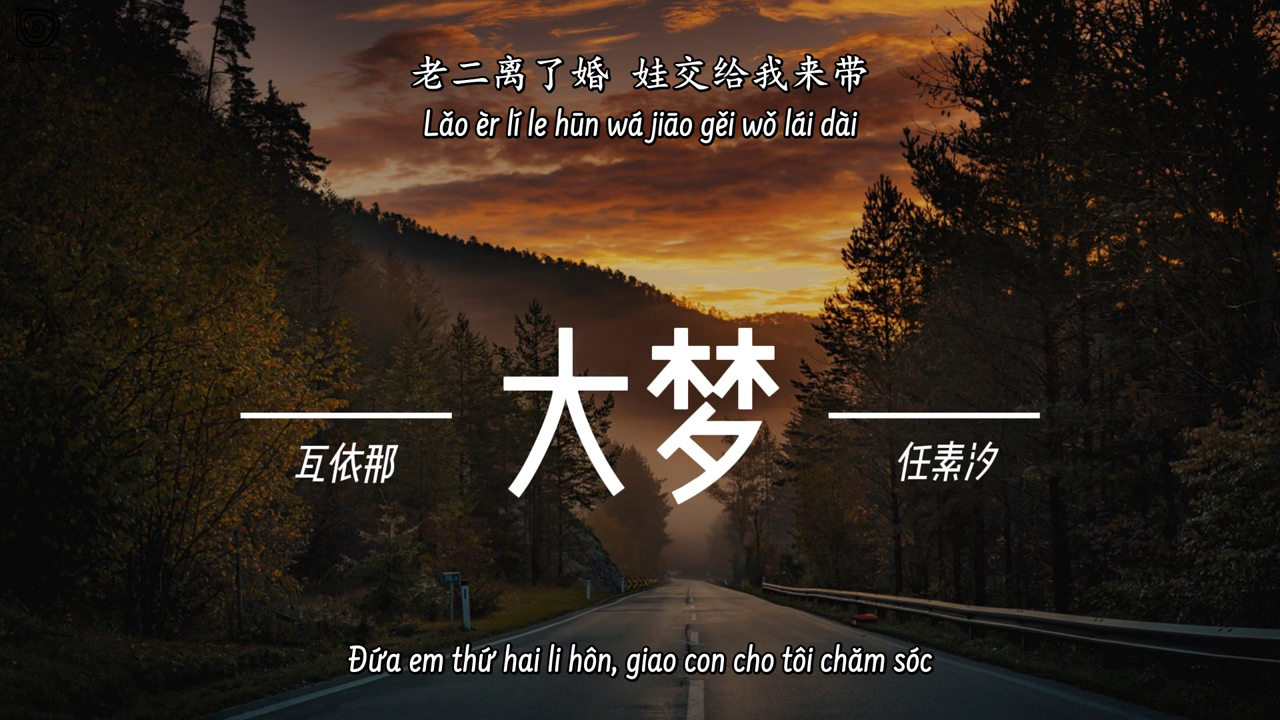 老二离了婚 娃交给我来带
Lǎo èr lí le hūn wá jiāo gěi wǒ lái dài
大梦
瓦依那
任素汐
Đứa em thứ hai li hôn, giao con cho tôi chăm sóc